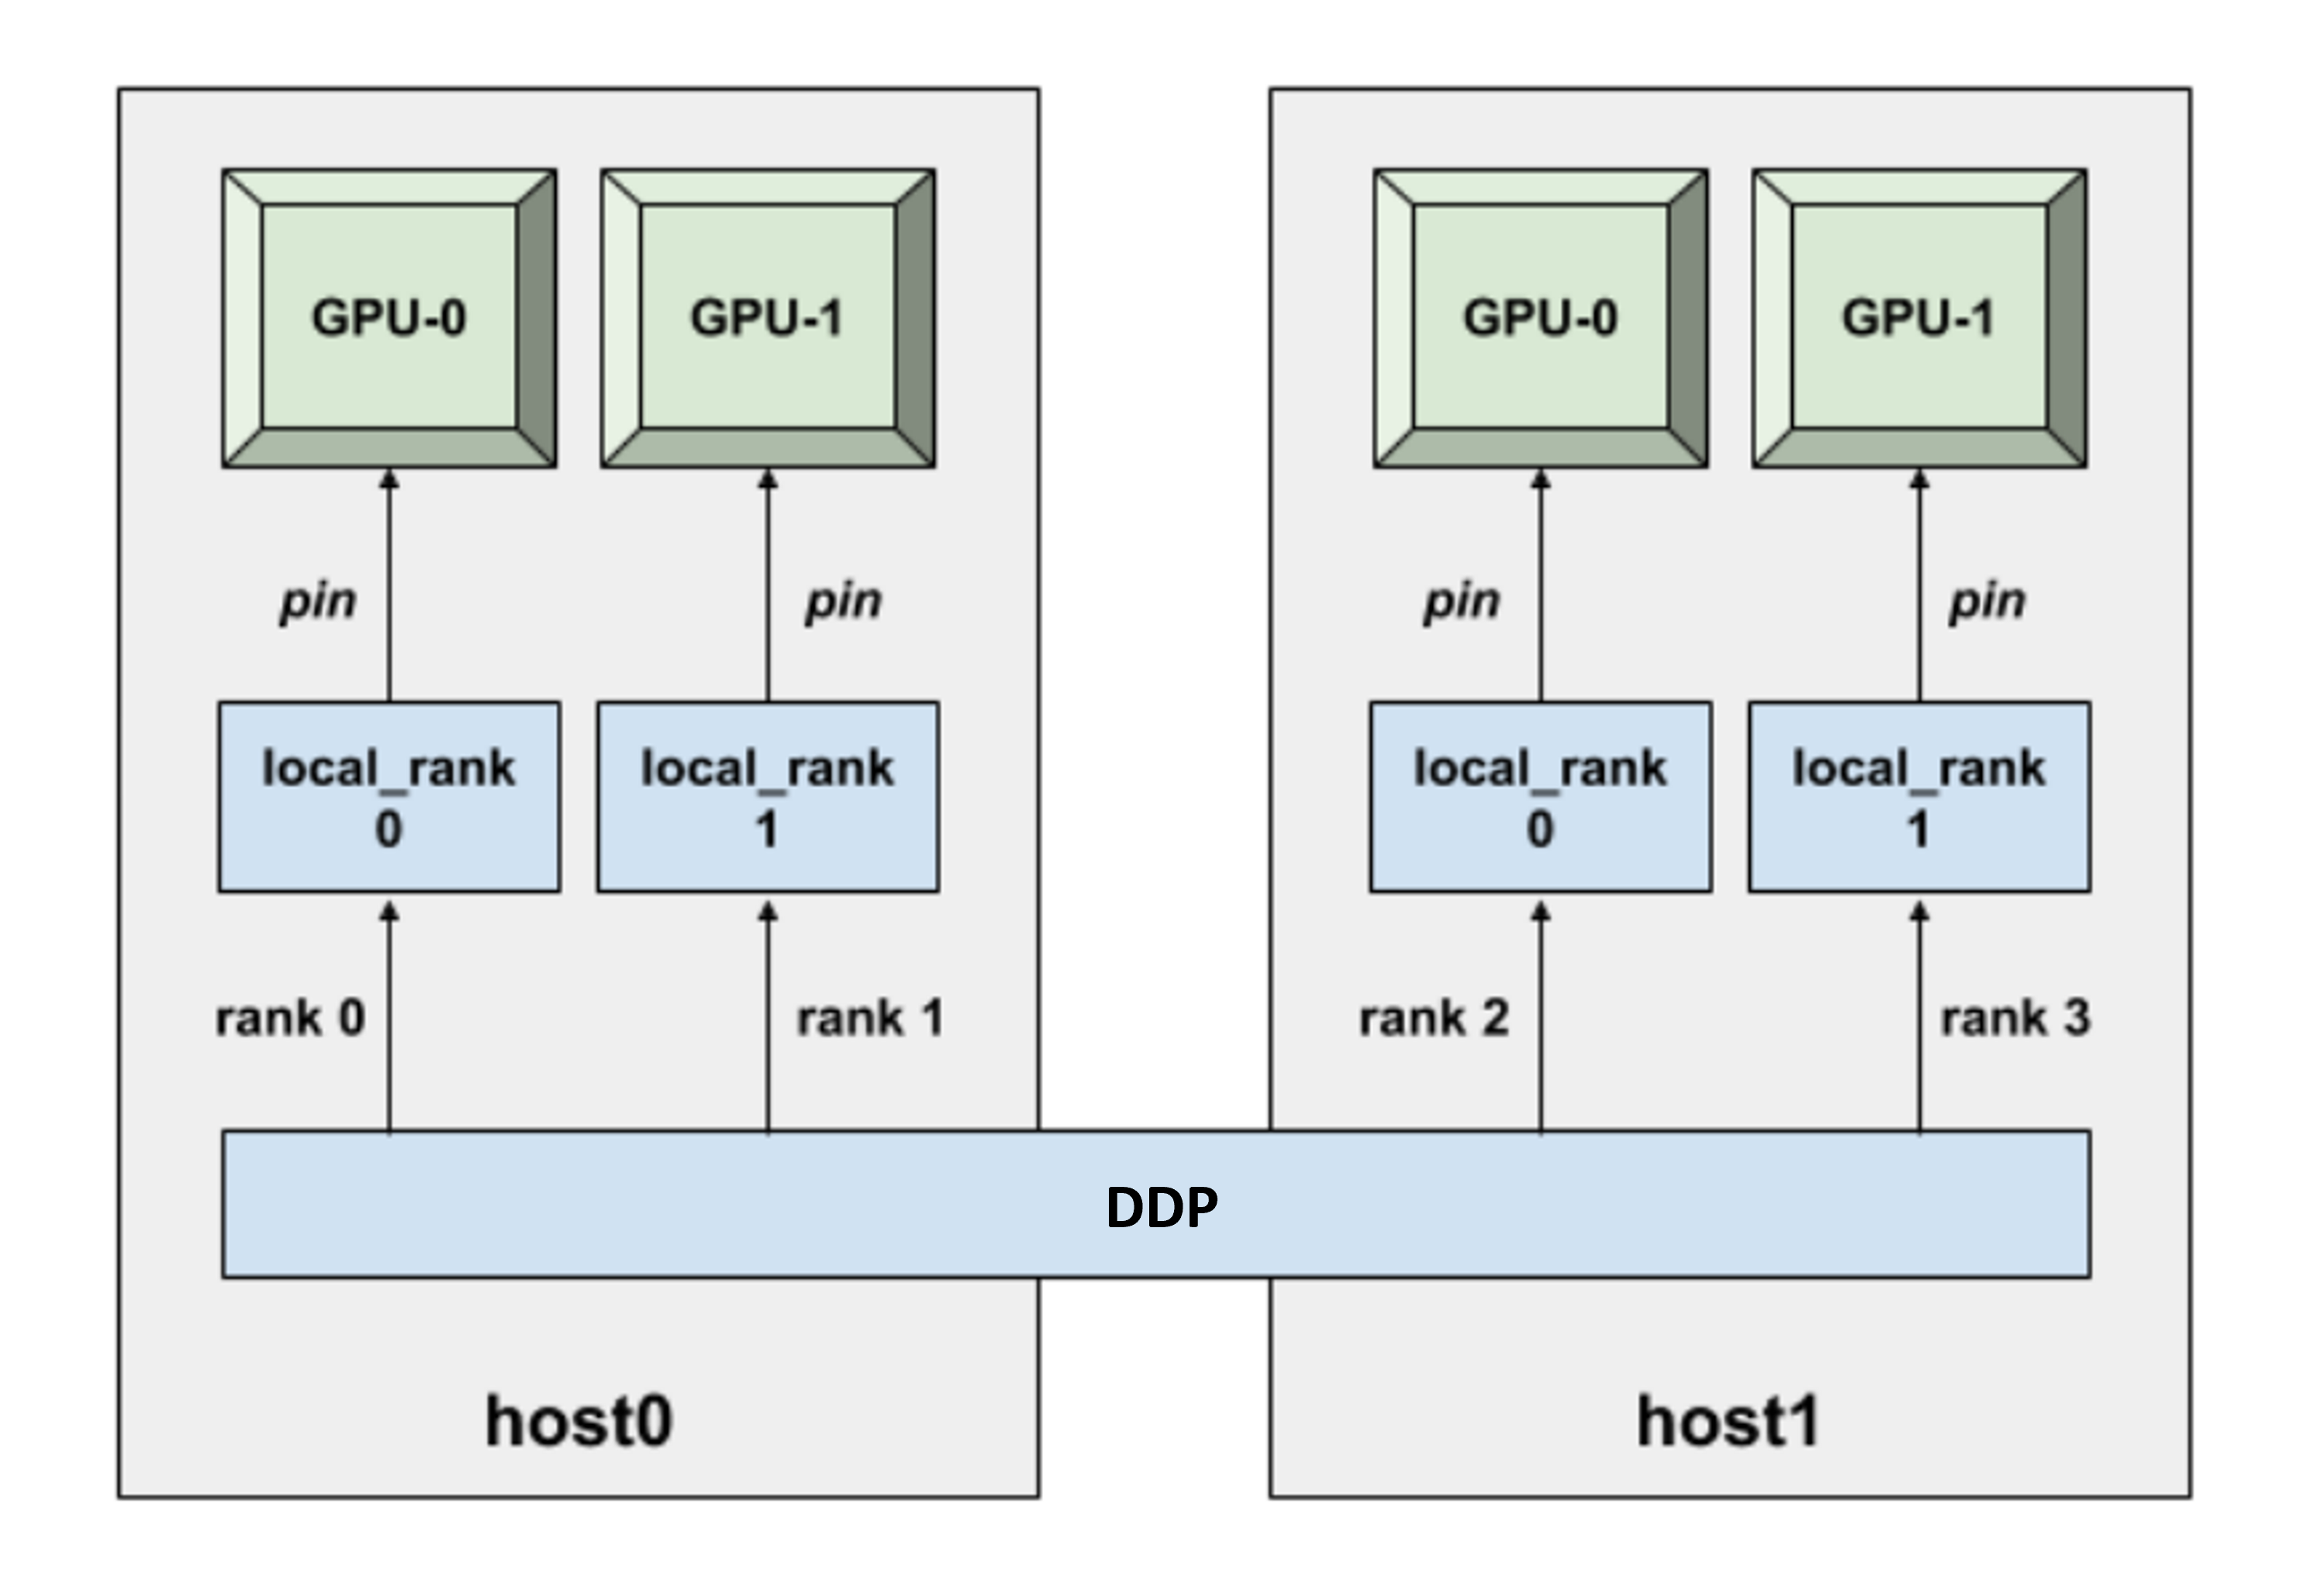 GPU-0
GPU-1
GPU-0
GPU-1
pin
pin
pin
pin
local_rank
0
local_rank
1
local_rank
0
local_rank
1
rank 0
rank 1
rank 2
rank 3
DDP
host0
host1